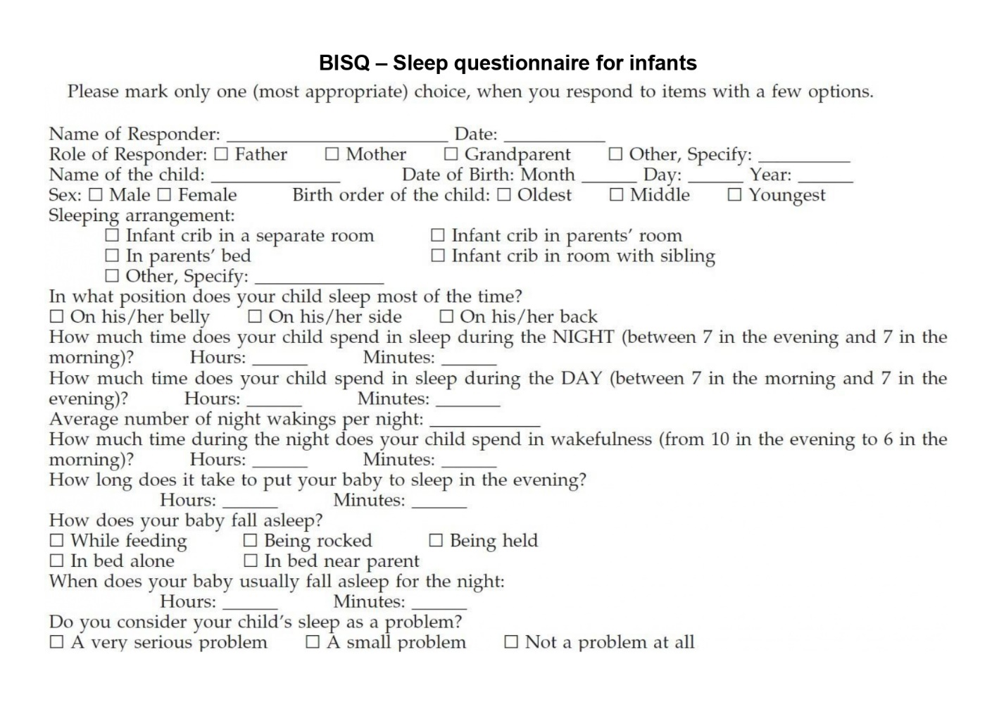 BISQ – Sleep questionnaire for infants
Please mark only one (most appropriate) choice, when you respond to items with a few options.
Name of Responder: ____________________ Date: __________
Role of Responder: ☐ Father ☐ Mother ☐ Grandparent ☐ Other, Specify: __________
Name of the child: ______________ Date of Birth: Month ______ Day: ______ Year: ______
Sex: ☐ Male ☐ Female Birth order of the child: ☐ Oldest ☐ Middle ☐ Youngest
Sleeping arrangement:
☐ Infant crib in a separate room ☐ Infant crib in parents’ room
☐ In parents’ bed ☐ Infant crib in room with sibling
☐ Other, Specify: ______________
In what position does your child sleep most of the time?
☐ On his/her belly ☐ On his/her side ☐ On his/her back
How much time does your child spend in sleep during the NIGHT (between 7 in the evening and 7 in the
morning)? Hours: ______ Minutes: ______
How much time does your child spend in sleep during the DAY (between 7 in the morning and 7 in the
evening)? Hours: ______ Minutes: _______
Average number of night wakings per night: ____________
How much time during the night does your child spend in wakefulness (from 10 in the evening to 6 in the
morning)? Hours: ______ Minutes: ______
How long does it take to put your baby to sleep in the evening?
Hours: ______ Minutes: ______
How does your baby fall asleep?
☐ While feeding ☐ Being rocked ☐ Being held
☐ In bed alone ☐ In bed near parent
When does your baby usually fall asleep for the night:
Hours: ______ Minutes: ______
Do you consider your child’s sleep as a problem?
☐ A very serious problem ☐ A small problem ☐ Not a problem at all